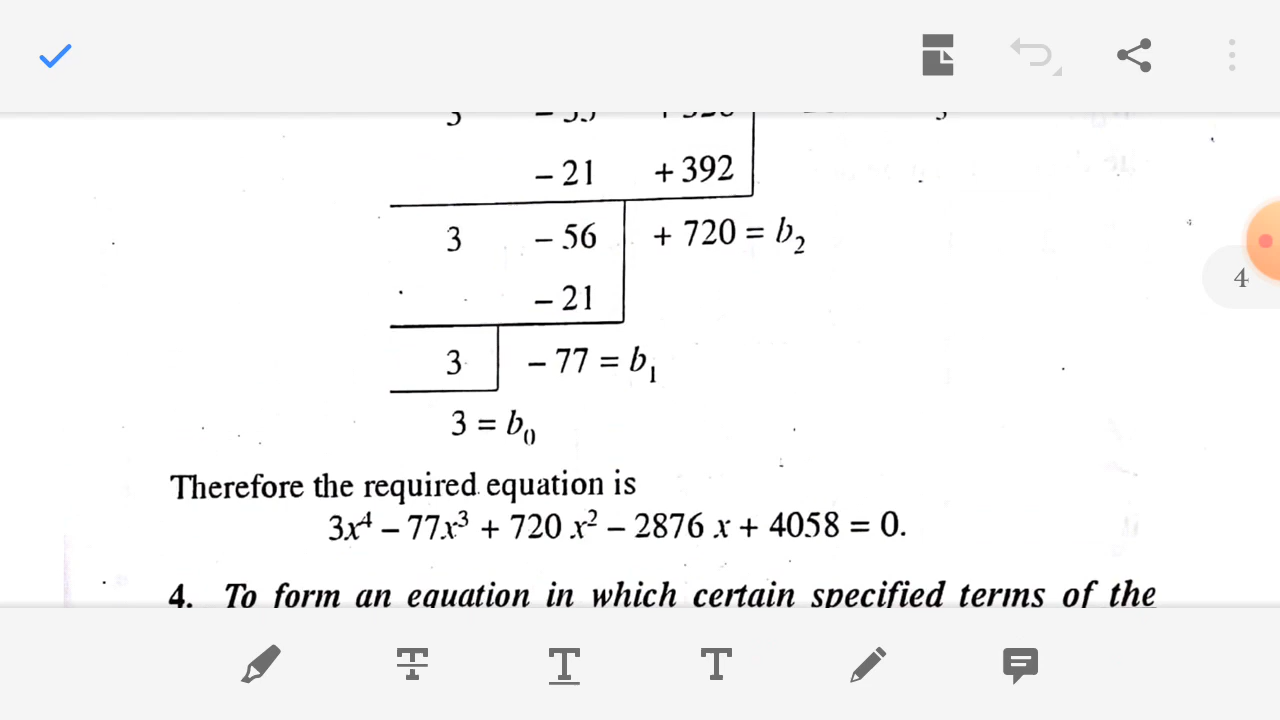 3
− 21 + 392
3 − 56 + 720 = b₂
− 21
3 − 77 = b₁
3 = b₀
4
Therefore the required equation is
3x⁴ − 77x³ + 720 x² − 2876 x + 4058 = 0.
4. To form an equation in which certain specified terms of the
T T T